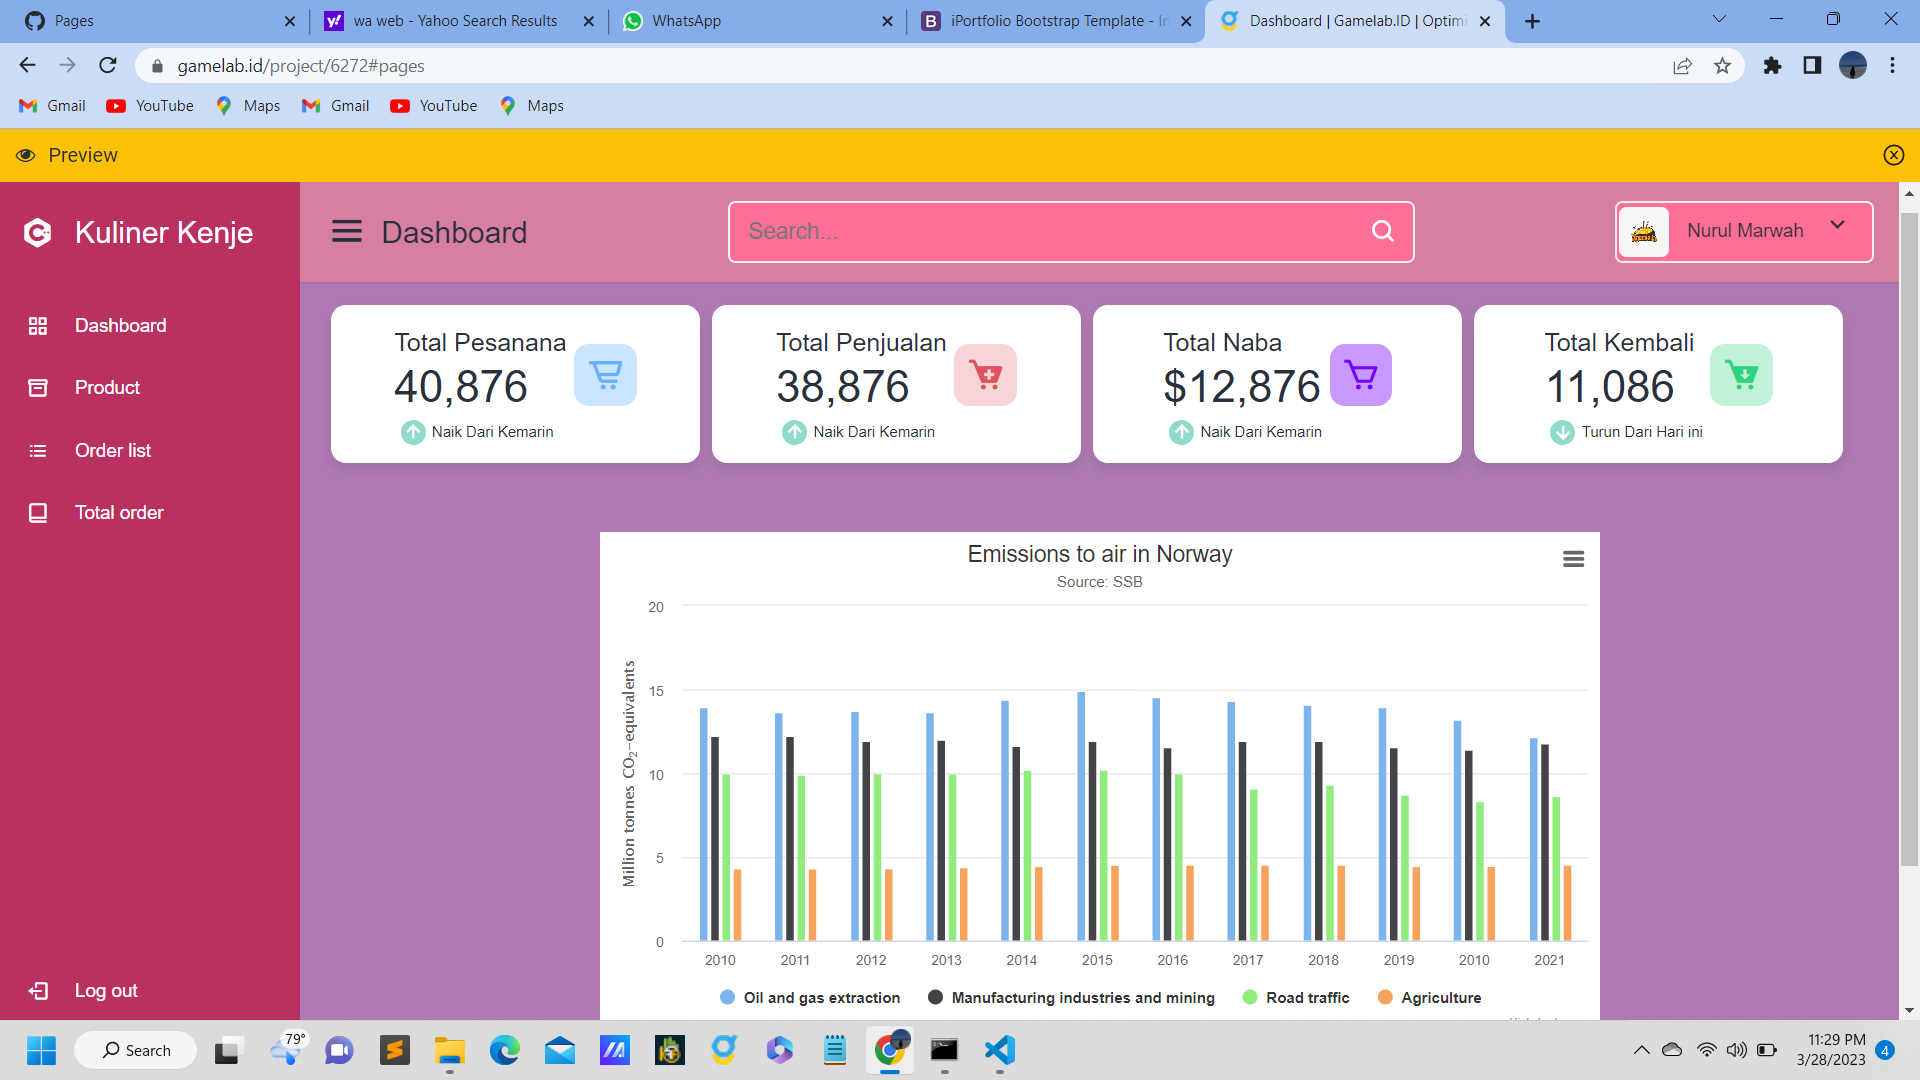 Pages
wa web - Yahoo Search Results
WhatsApp
iPortfolio Bootstrap Template - In
Dashboard | Gamelab.ID | Optimi
gamelab.id/project/6272#pages
Gmail
YouTube
Maps
Gmail
YouTube
Maps
Preview
Kuliner Kenje
Dashboard
Search...
Nurul Marwah
Dashboard
Product
Order list
Total order
Log out
Total Pesanana
40,876
Naik Dari Kemarin
Total Penjualan
38,876
Naik Dari Kemarin
Total Naba
$12,876
Naik Dari Kemarin
Total Kembali
11,086
Turun Dari Hari ini
Emissions to air in Norway
Source: SSB
Million tonnes CO₂-equivalents
20
15
10
5
0
2010 2011 2012 2013 2014 2015 2016 2017 2018 2019 2010 2021
Oil and gas extraction Manufacturing industries and mining Road traffic Agriculture
Search
79°
11:29 PM
3/28/2023
4